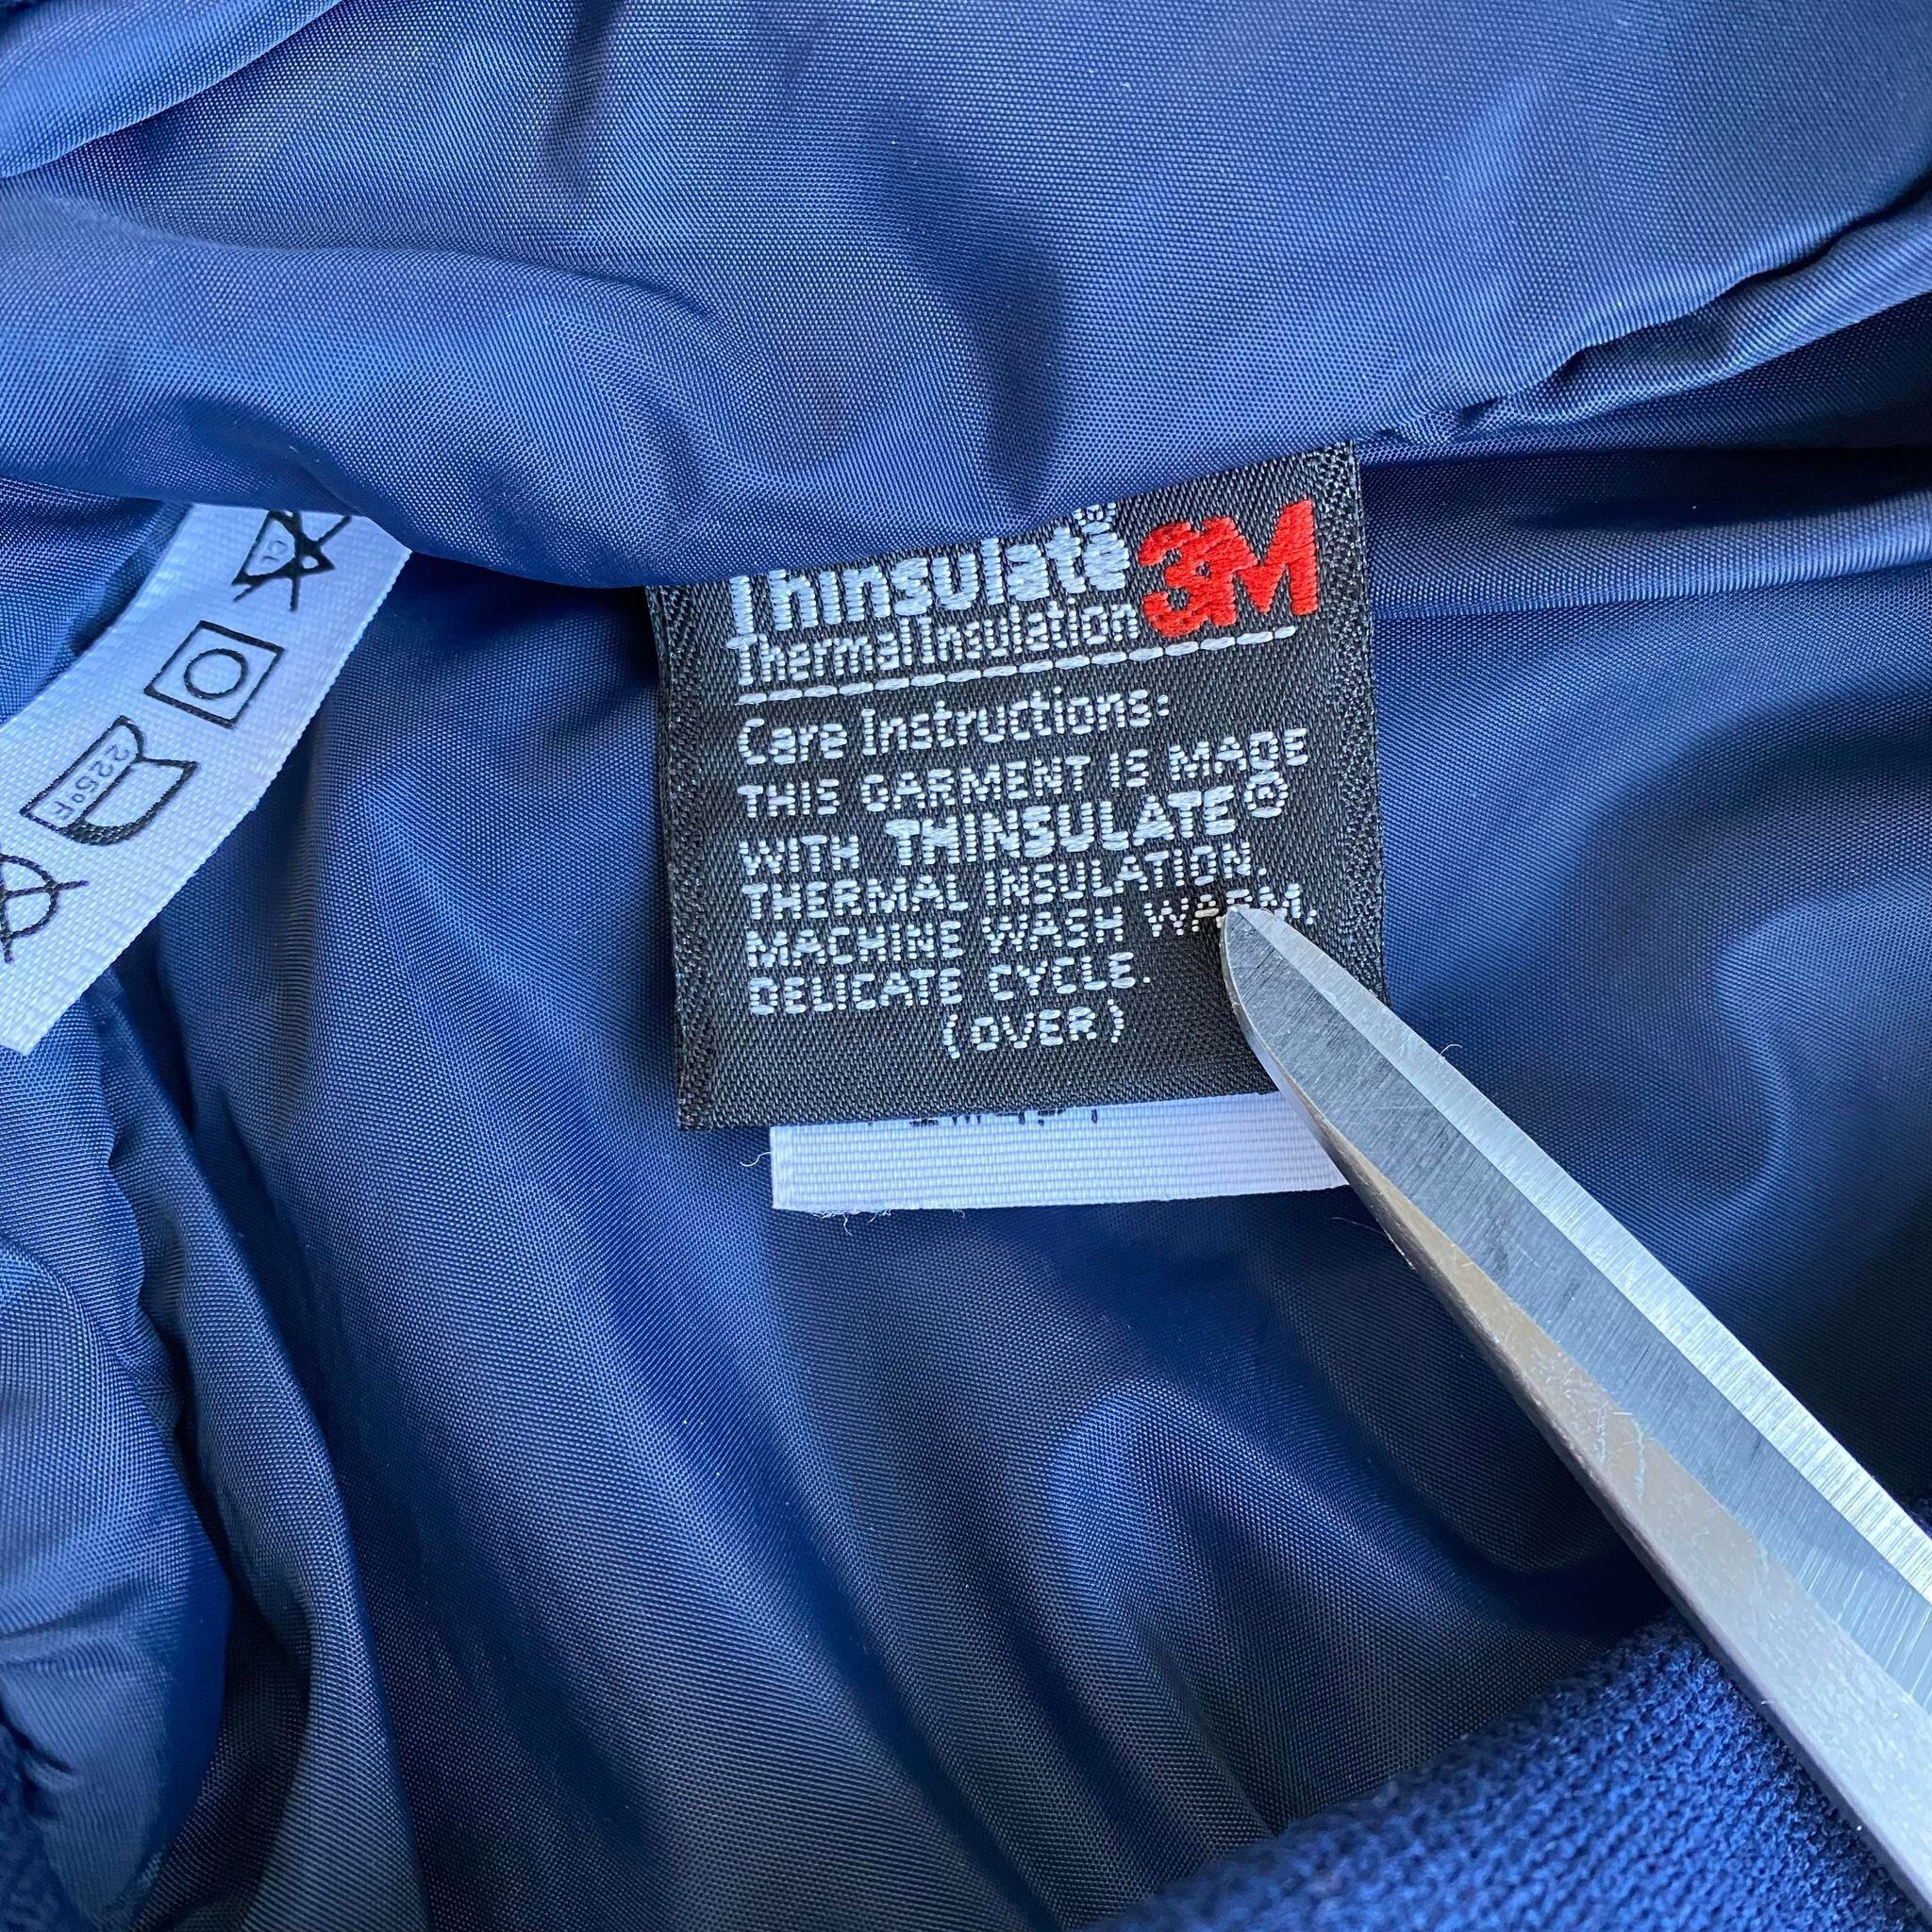 Thinsulate 3M
Thermal Insulation
Care Instructions:
THIS GARMENT IS MADE
WITH THINSULATE©
THERMAL INSULATION.
MACHINE WASH WARM.
DELICATE CYCLE.
(OVER)
225°F